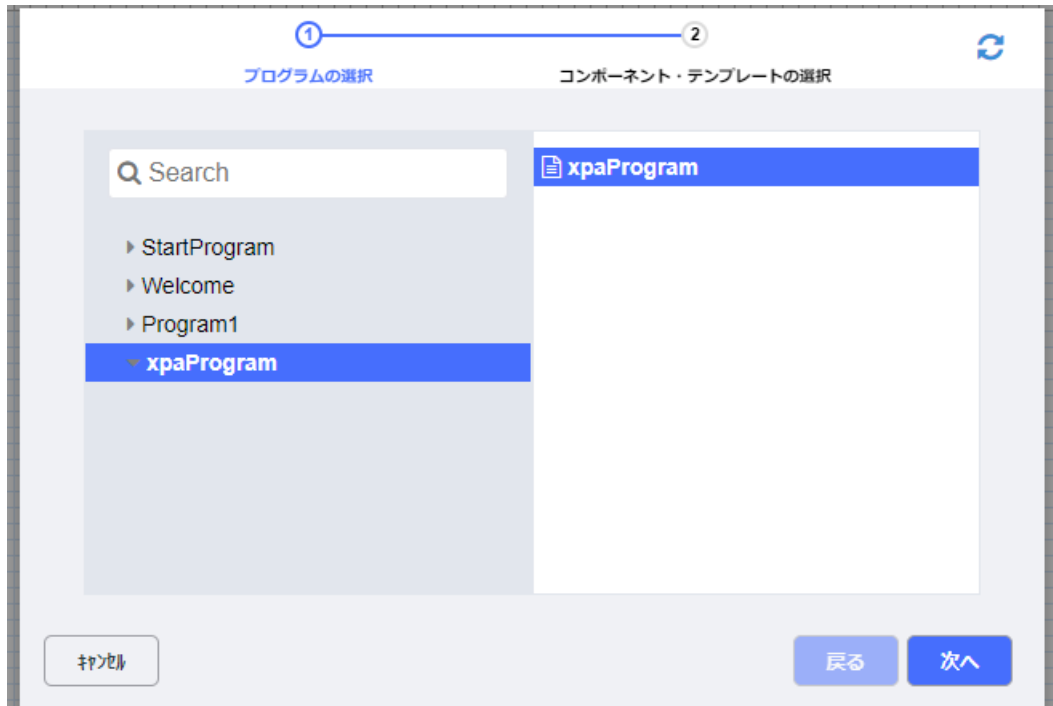 1
2
プログラムの選択
コンポーネント・テンプレートの選択
Search
StartProgram
Welcome
Program1
xpaProgram
xpaProgram
ｷｬﾝｾﾙ
戻る
次へ